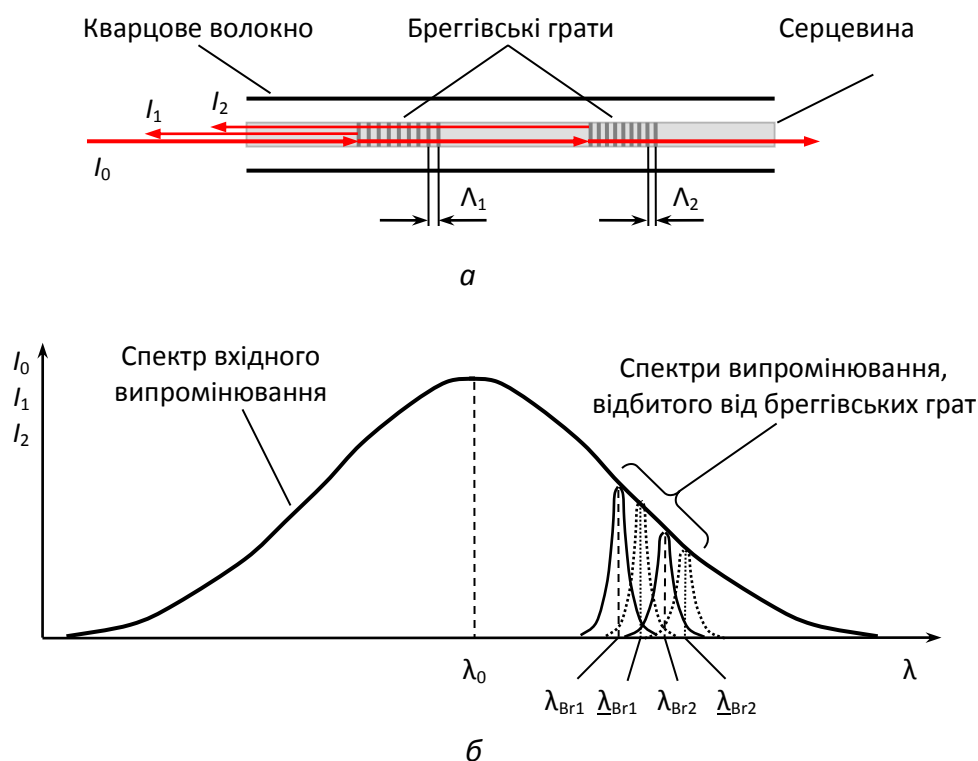 Кварцове волокно
Бреггівські грати
Серцевина
I1
I2
I0
Λ1
Λ2
а
I0
I1
I2
Спектр вхідного
випромінювання
Спектри випромінювання,
відбитого від бреггівських грат
λ0
λ
λBr1 λBr1 λBr2 λBr2
б